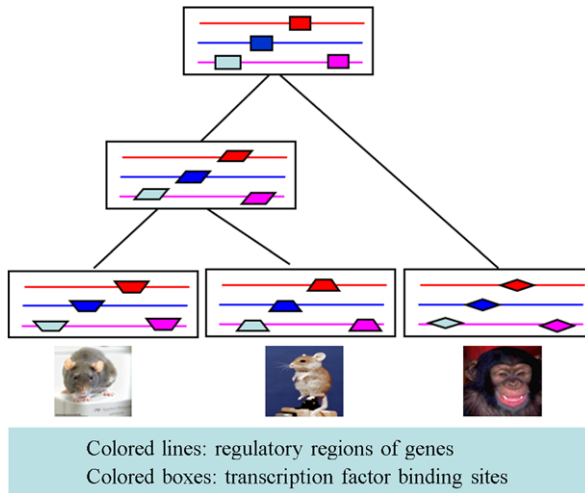 Colored lines: regulatory regions of genes
Colored boxes: transcription factor binding sites